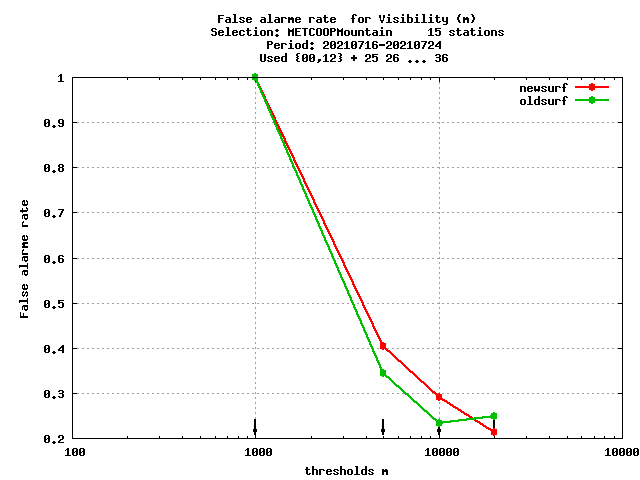 False alarme rate  for Visibility (m)
Selection: METCOOPMountain     15 stations
Period: 20210716-20210724
Used {00,12} + 25 26 ... 36
newsurf
oldsurf
1
0.9
0.8
0.7
0.6
0.5
0.4
0.3
0.2
False alarme rate
100
1000
10000
10000
thresholds m